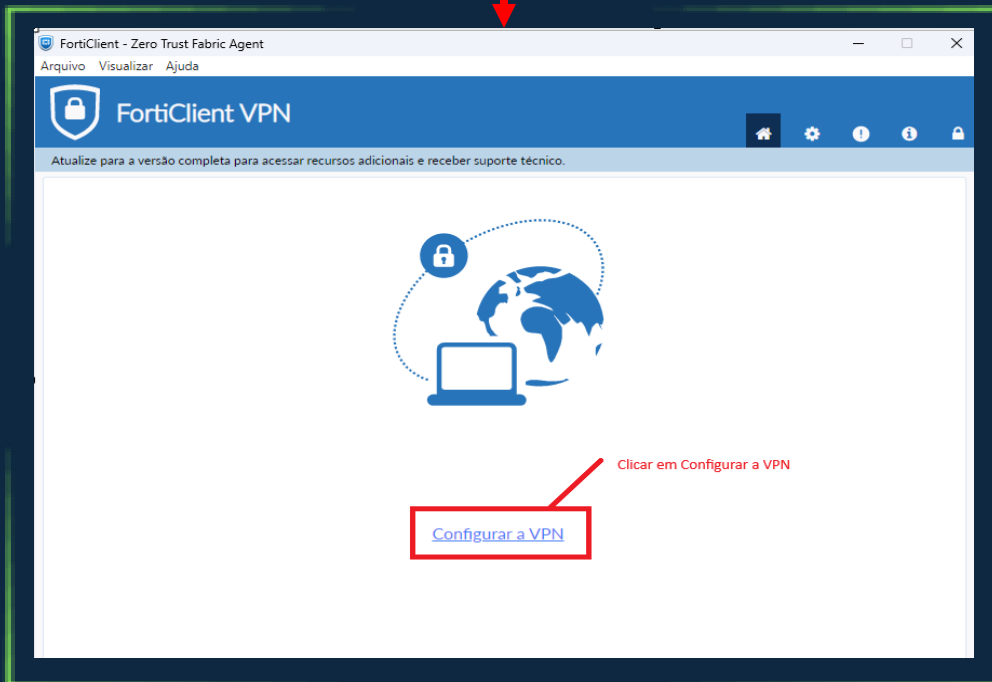 FortiClient - Zero Trust Fabric Agent
Arquivo Visualizar Ajuda
FortiClient VPN
Atualize para a versão completa para acessar recursos adicionais e receber suporte técnico.
Clicar em Configurar a VPN
Configurar a VPN